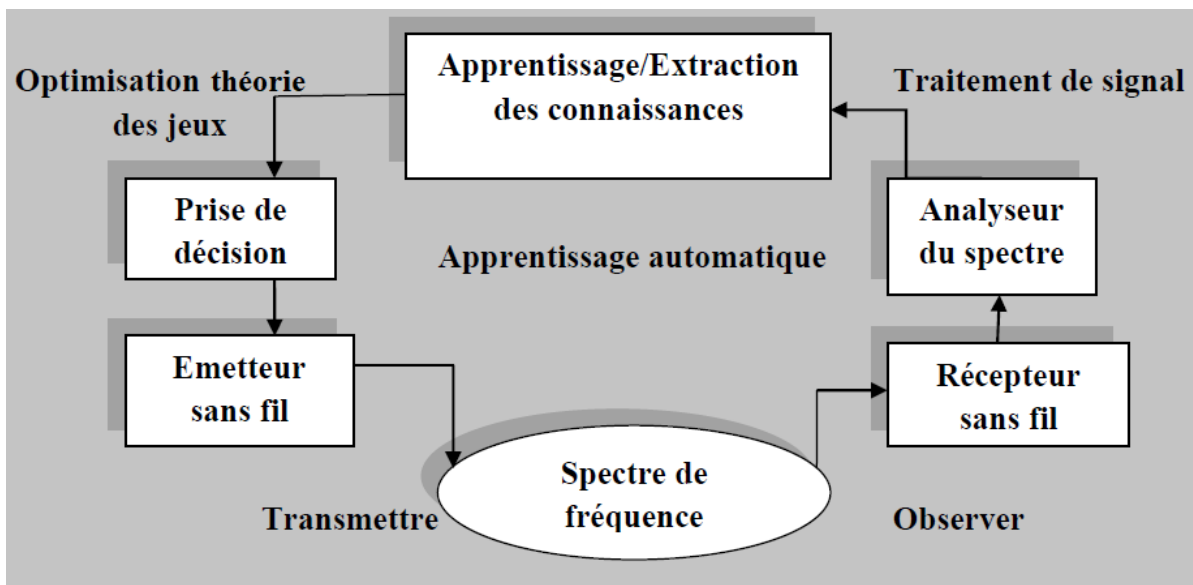 Apprentissage/Extraction
des connaissances
Optimisation théorie
des jeux
Traitement de signal
Prise de
décision
Apprentissage automatique
Analyseur
du spectre
Emetteur
sans fil
Récepteur
sans fil
Spectre de
fréquence
Transmettre
Observer